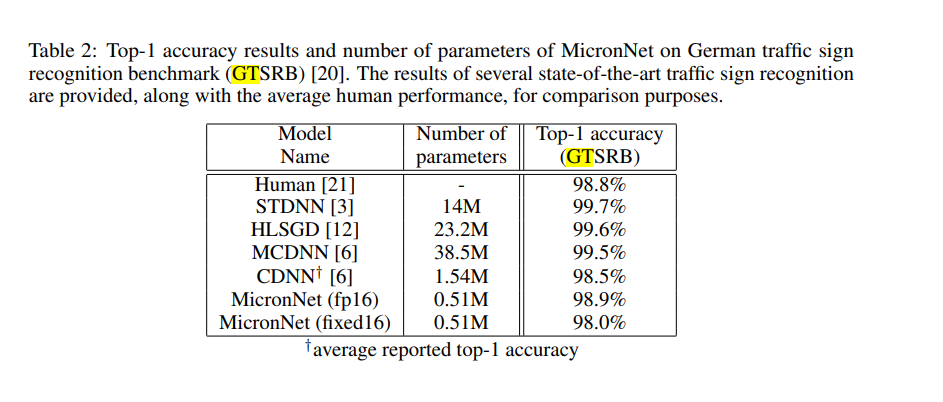 Table 2: Top-1 accuracy results and number of parameters of MicronNet on German traffic sign
recognition benchmark (GTSRB) [20]. The results of several state-of-the-art traffic sign recognition
are provided, along with the average human performance, for comparison purposes.
Model Number of Top-1 accuracy
Name parameters (GTSRB)
Human [21] - 98.8%
STDNN [3] 14M 99.7%
HLSGD [12] 23.2M 99.6%
MCDNN [6] 38.5M 99.5%
CDNN† [6] 1.54M 98.5%
MicronNet (fp16) 0.51M 98.9%
MicronNet (fixed16) 0.51M 98.0%
†average reported top-1 accuracy